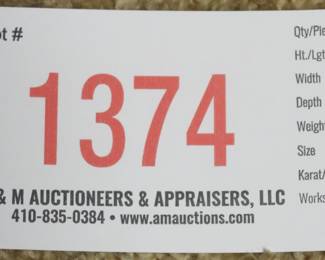 ot #
1374
& M AUCTIONEERS & APPRAISERS, LLC
410-835-0384 • www.amauctions.com
Qty/Pie
Ht./Lgt
Width
Depth
Weight
Size
Karat/
Works